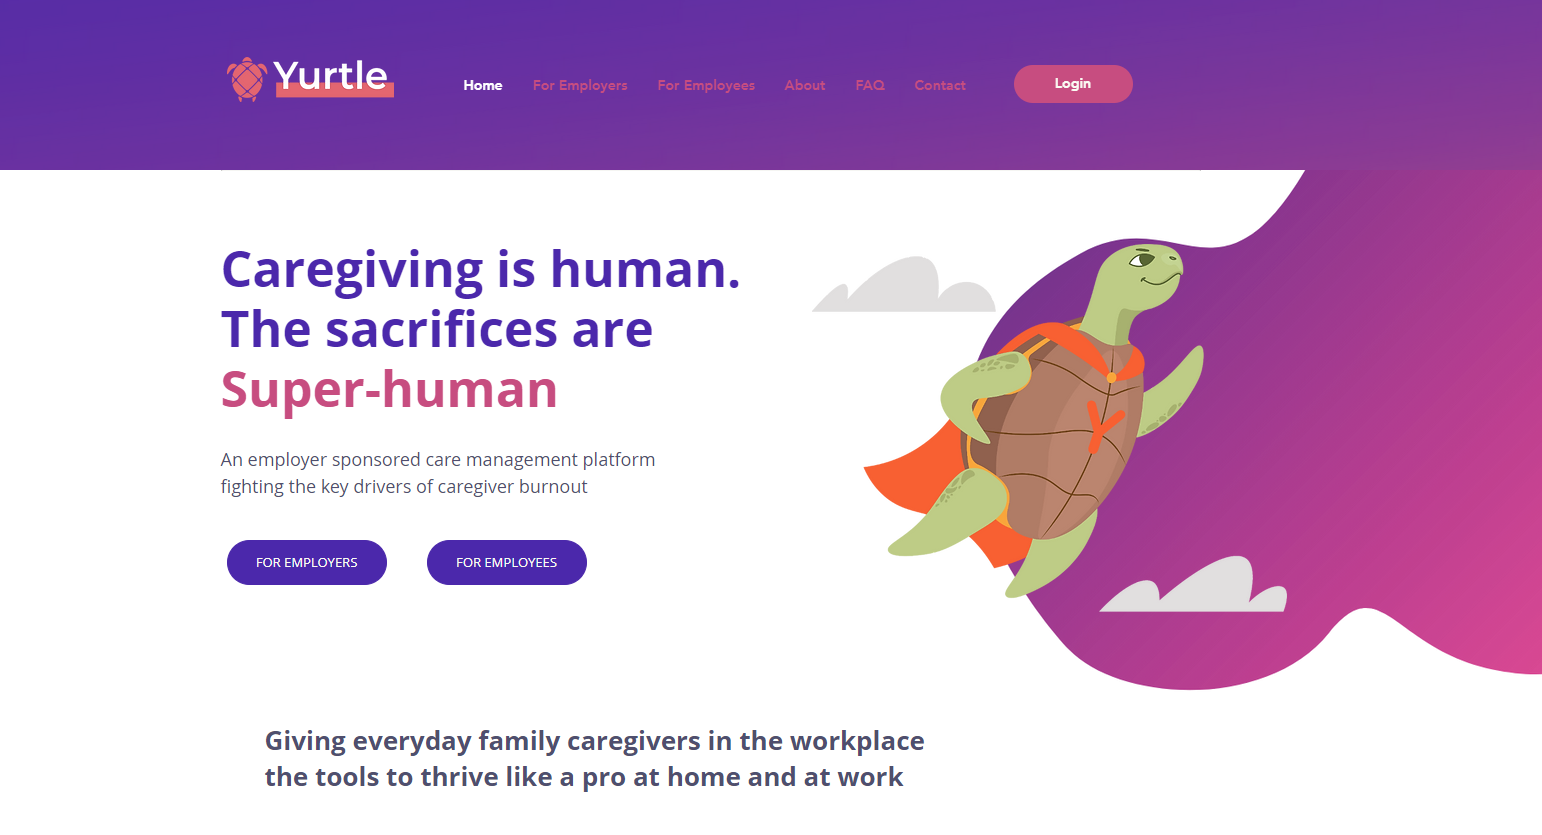 Yurtle
Home For Employers For Employees About FAQ Contact Login
Caregiving is human.
The sacrifices are
Super-human
An employer sponsored care management platform
fighting the key drivers of caregiver burnout
FOR EMPLOYERS FOR EMPLOYEES
Y
Giving everyday family caregivers in the workplace
the tools to thrive like a pro at home and at work